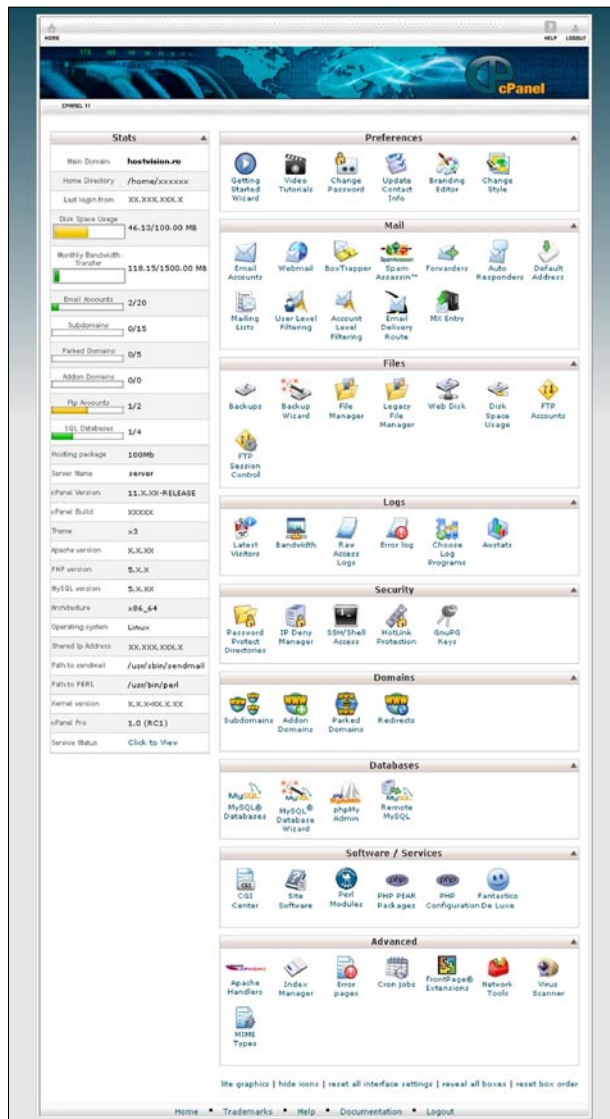 HOME
HELP LOGOUT
cPanel
CPANEL 11
Stats
Main Domain hostvision.ro
Home Directory /home/xxxxxx
Last login from XX.XXX.XXX.X
Disk Space Usage 46.13/100.00 MB
Monthly Bandwidth Transfer 118.15/1500.00 MB
Email Accounts 2/20
Subdomains 0/15
Parked Domains 0/5
Addon Domains 0/0
Ftp Accounts 1/2
SQL Databases 1/4
Hosting package 100Mb
Server Name server
cPanel Version 11.X.XX-RELEASE
cPanel Build XXXXXX
Theme x3
Apache version X.X.XX
PHP version 5.X.X
MySQL version 5.X.XX
Architecture x86_64
Operating system Linux
Shared Ip Address XX.XXX.XXX.X
Path to sendmail /usr/sbin/sendmail
Path to PERL /usr/bin/perl
Kernel version X.X.X-XX.X.XX
cPanel Pro 1.0 (RC1)
Service Status Click to View
Preferences
Getting Started Wizard
Video Tutorials
Change Password
Update Contact Info
Branding Editor
Change Style
Mail
Email Accounts
Webmail
BoxTrapper
Spam Assassin™
Forwarders
Auto Responders
Default Address
Mailing Lists
User Level Filtering
Account Level Filtering
Email Delivery Route
MX Entry
Files
Backups
Backup Wizard
File Manager
Legacy File Manager
Web Disk
Disk Space Usage
FTP Accounts
FTP Session Control
Logs
Latest Visitors
Bandwidth
Raw Access Logs
Error log
Choose Log Programs
Awstats
Security
Password Protect Directories
IP Deny Manager
SSH/Shell Access
HotLink Protection
GnuPG Keys
Domains
Subdomains
Addon Domains
Parked Domains
Redirects
Databases
MySQL® Databases
MySQL® Database Wizard
phpMyAdmin
Remote MySQL
Software / Services
CGI Center
Site Software
Perl Modules
PHP PEAR Packages
PHP Configuration
Fantastico De Luxe
Advanced
Apache Handlers
Index Manager
Error pages
Cron jobs
FrontPage® Extensions
Network Tools
Virus Scanner
MIME Types
lite graphics | hide icons | reset all interface settings | reveal all boxes | reset box order
Home • Trademarks • Help • Documentation • Logout